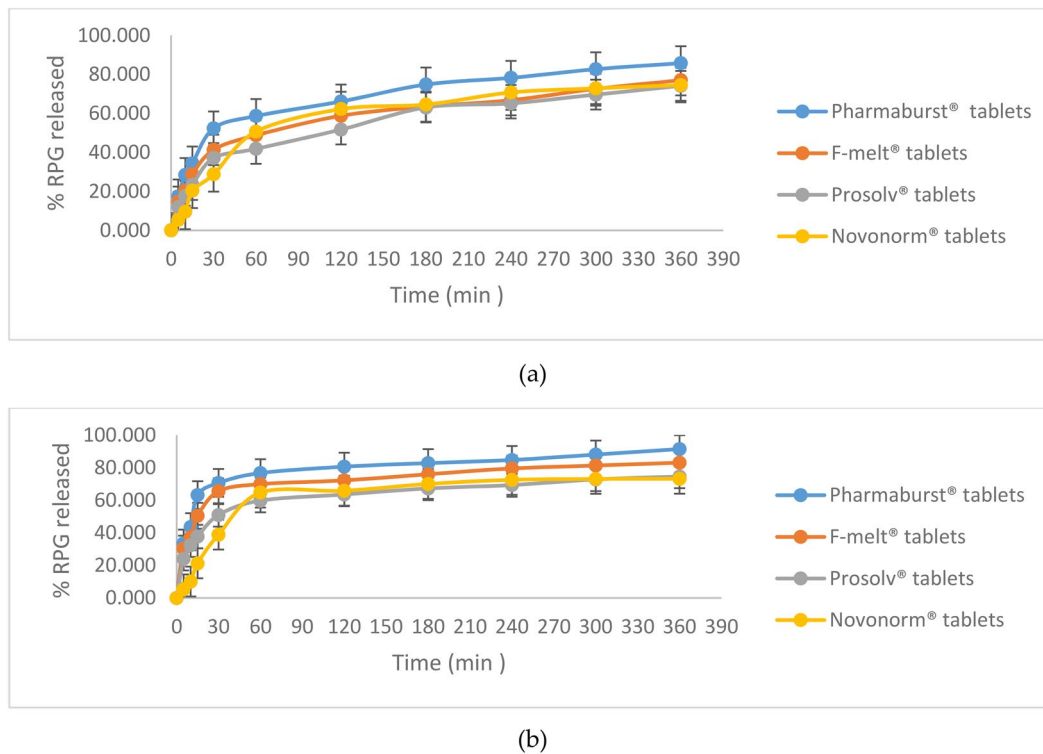 100.000
80.000
60.000
40.000
20.000
0.000
% RPG released
0 30 60 90 120 150 180 210 240 270 300 330 360 390
Time (min )
Pharmaburst® tablets
F-melt® tablets
Prosolv® tablets
Novonorm® tablets
(a)
100.000
80.000
60.000
40.000
20.000
0.000
% RPG released
0 30 60 90 120 150 180 210 240 270 300 330 360 390
Time (min )
Pharmaburst® tablets
F-melt® tablets
Prosolv® tablets
Novonorm® tablets
(b)